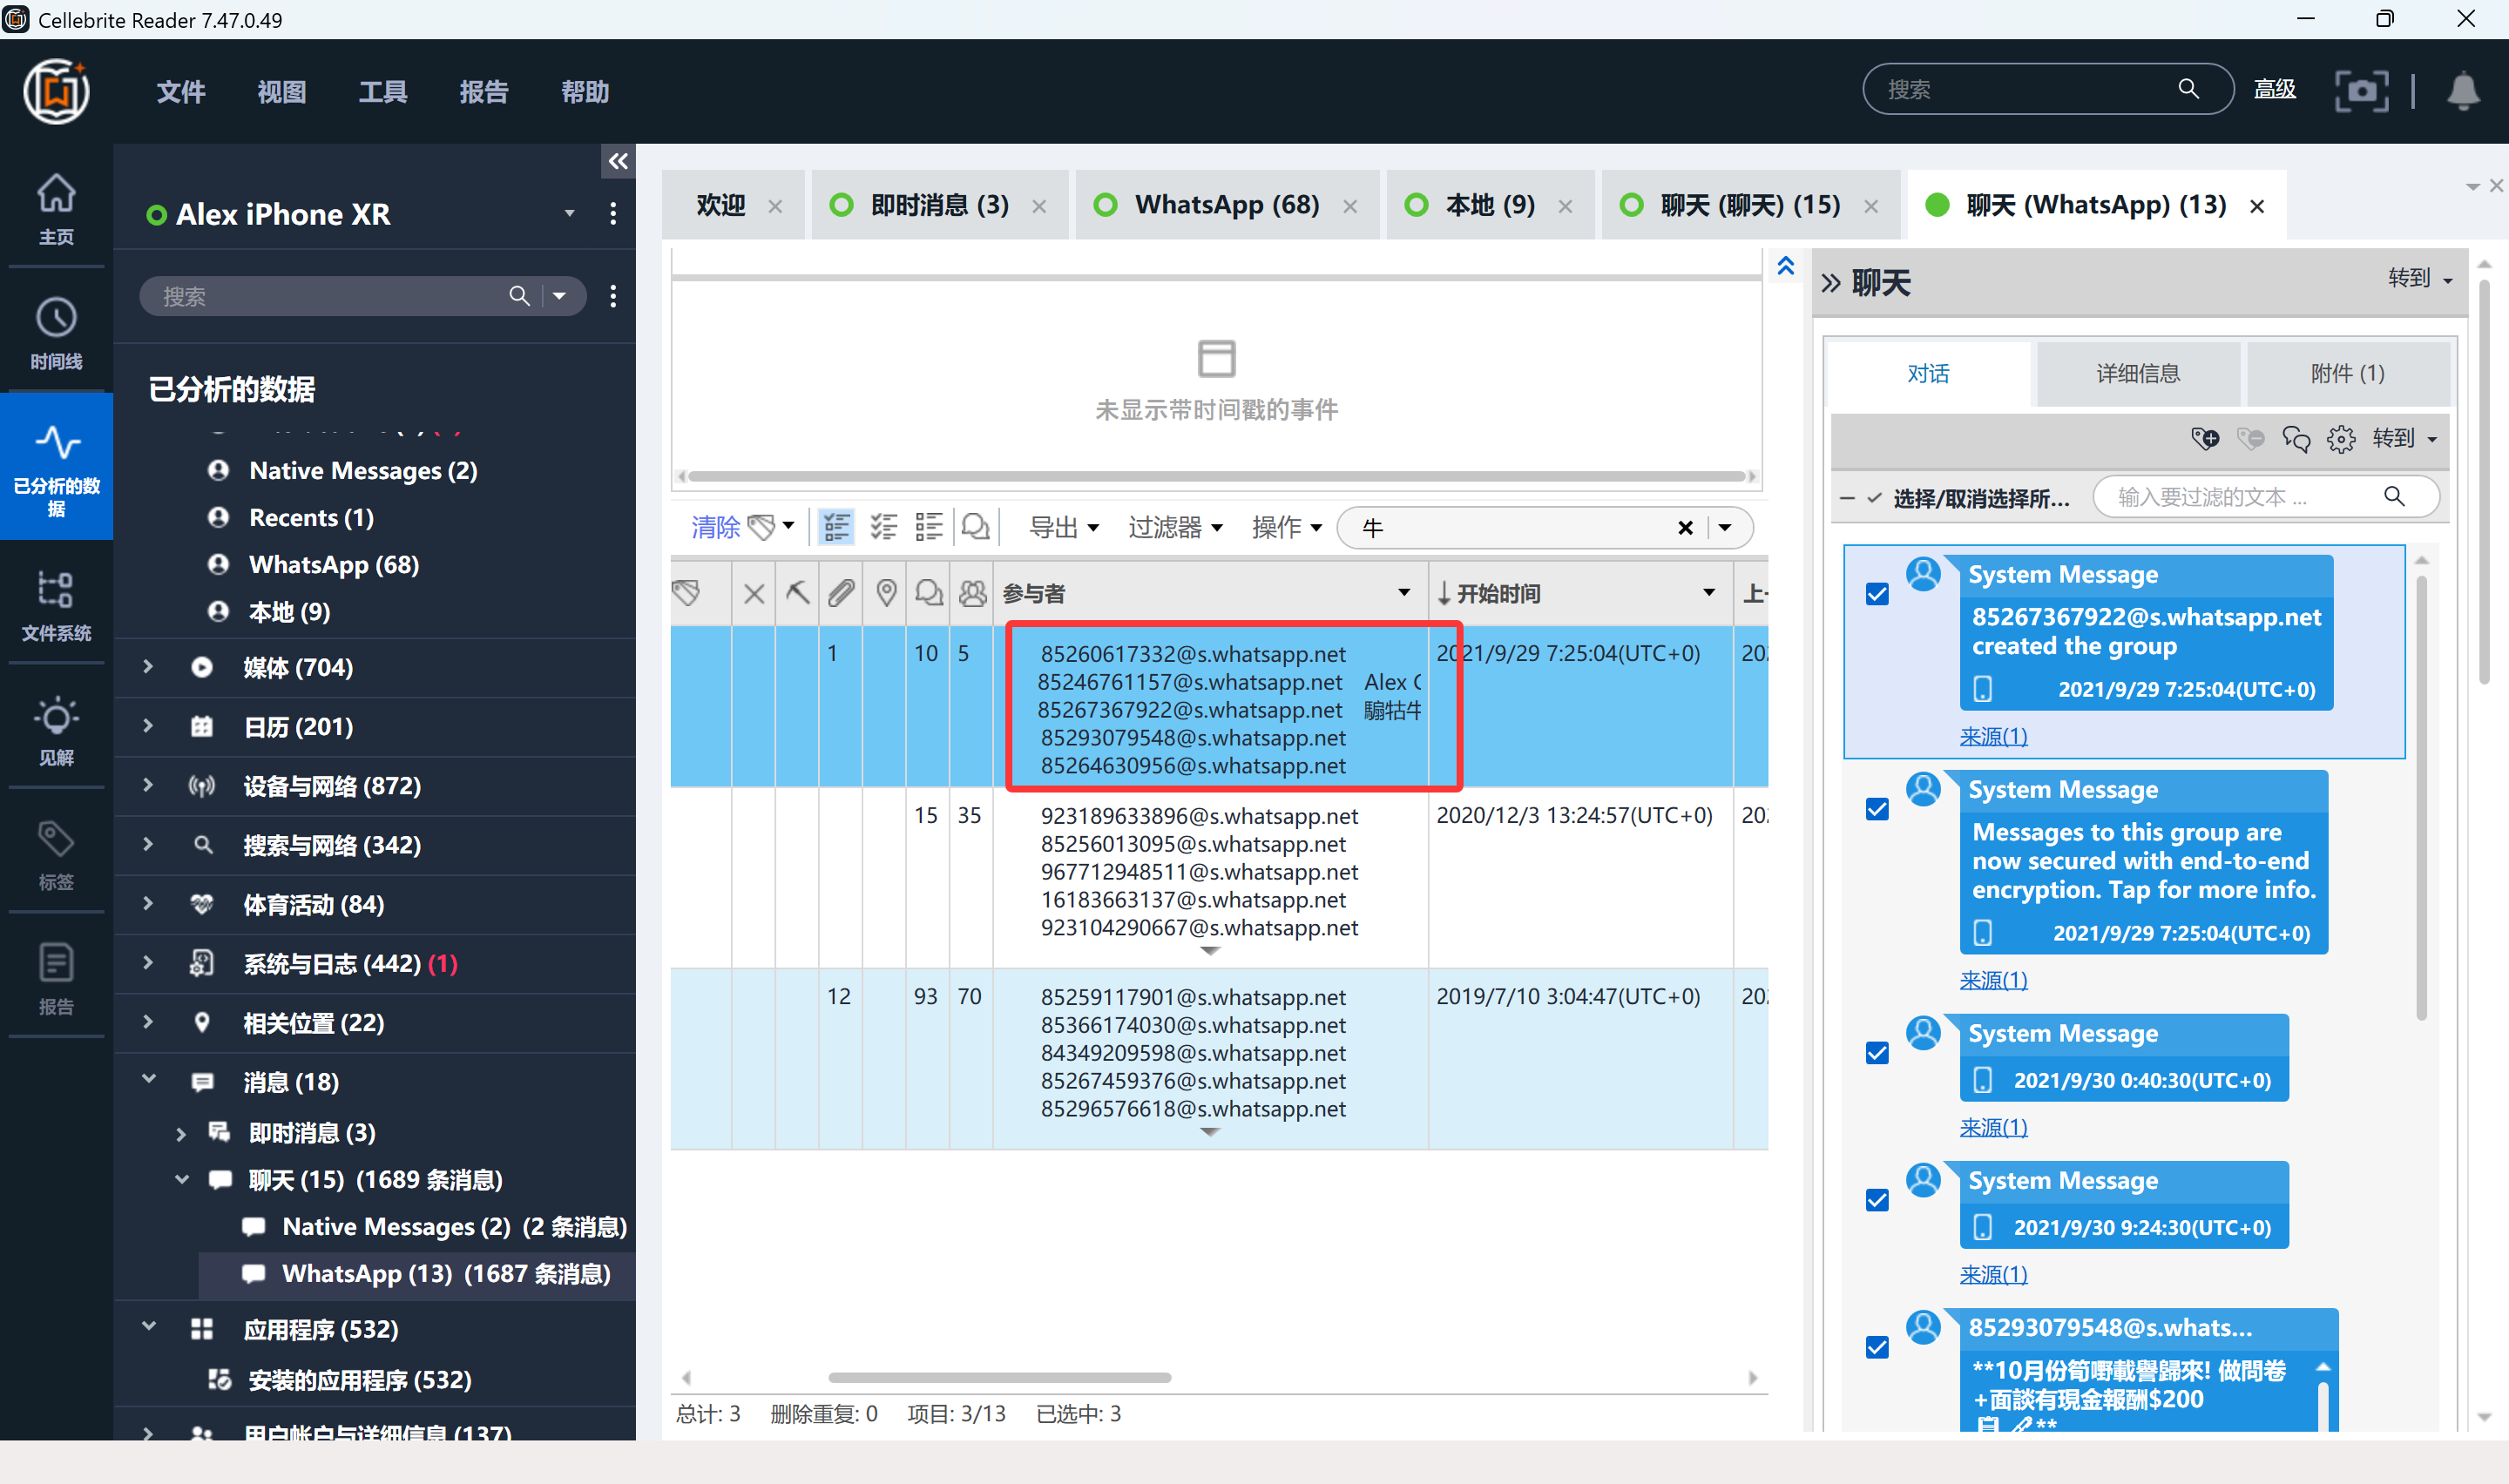 Cellebrite Reader 7.47.0.49
文件 视图 工具 报告 帮助
搜索
高级
主页
时间线
已分析的数据
文件系统
见解
标签
报告
Alex iPhone XR
搜索
已分析的数据
Native Messages (2)
Recents (1)
WhatsApp (68)
本地 (9)
媒体 (704)
日历 (201)
设备与网络 (872)
搜索与网络 (342)
体育活动 (84)
系统与日志 (442) (1)
相关位置 (22)
消息 (18)
即时消息 (3)
聊天 (15) (1689 条消息)
Native Messages (2) (2 条消息)
WhatsApp (13) (1687 条消息)
应用程序 (532)
安装的应用程序 (532)
用户帐户与详细信息 (137)
欢迎
即时消息 (3)
WhatsApp (68)
本地 (9)
聊天 (聊天) (15)
聊天 (WhatsApp) (13)
未显示带时间戳的事件
清除 导出 过滤器 操作 牛
参与者 开始时间 上
1 10 5
85260617332@s.whatsapp.net
85246761157@s.whatsapp.net Alex
85267367922@s.whatsapp.net 騸牯牛
85293079548@s.whatsapp.net
85264630956@s.whatsapp.net
2021/9/29 7:25:04(UTC+0) 20
15 35
923189633896@s.whatsapp.net
85256013095@s.whatsapp.net
967712948511@s.whatsapp.net
16183663137@s.whatsapp.net
923104290667@s.whatsapp.net
2020/12/3 13:24:57(UTC+0) 20
12 93 70
85259117901@s.whatsapp.net
85366174030@s.whatsapp.net
84349209598@s.whatsapp.net
85267459376@s.whatsapp.net
85296576618@s.whatsapp.net
2019/7/10 3:04:47(UTC+0) 20
总计: 3 删除重复: 0 项目: 3/13 已选中: 3
聊天
转到
对话 详细信息 附件 (1)
转到
选择/取消选择所...
输入要过滤的文本 ...
System Message
85267367922@s.whatsapp.net
created the group
2021/9/29 7:25:04(UTC+0)
来源(1)
System Message
Messages to this group are
now secured with end-to-end
encryption. Tap for more info.
2021/9/29 7:25:04(UTC+0)
来源(1)
System Message
2021/9/30 0:40:30(UTC+0)
来源(1)
System Message
2021/9/30 9:24:30(UTC+0)
来源(1)
85293079548@s.whats...
**10月份筍嘢載譽歸來! 做問卷
+面談有現金報酬$200
**